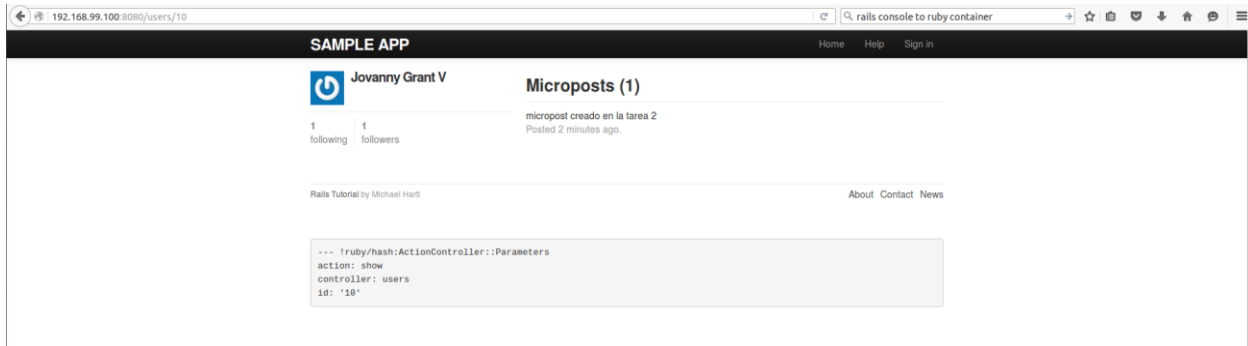 192.168.99.100:8080/users/10
rails console to ruby container
SAMPLE APP
Home Help Sign in
Jovanny Grant V
1 following
1 followers
Microposts (1)
micropost creado en la tarea 2
Posted 2 minutes ago.
Rails Tutorial by Michael Hartl
About Contact News
--- !ruby/hash:ActionController::Parameters
action: show
controller: users
id: '10'